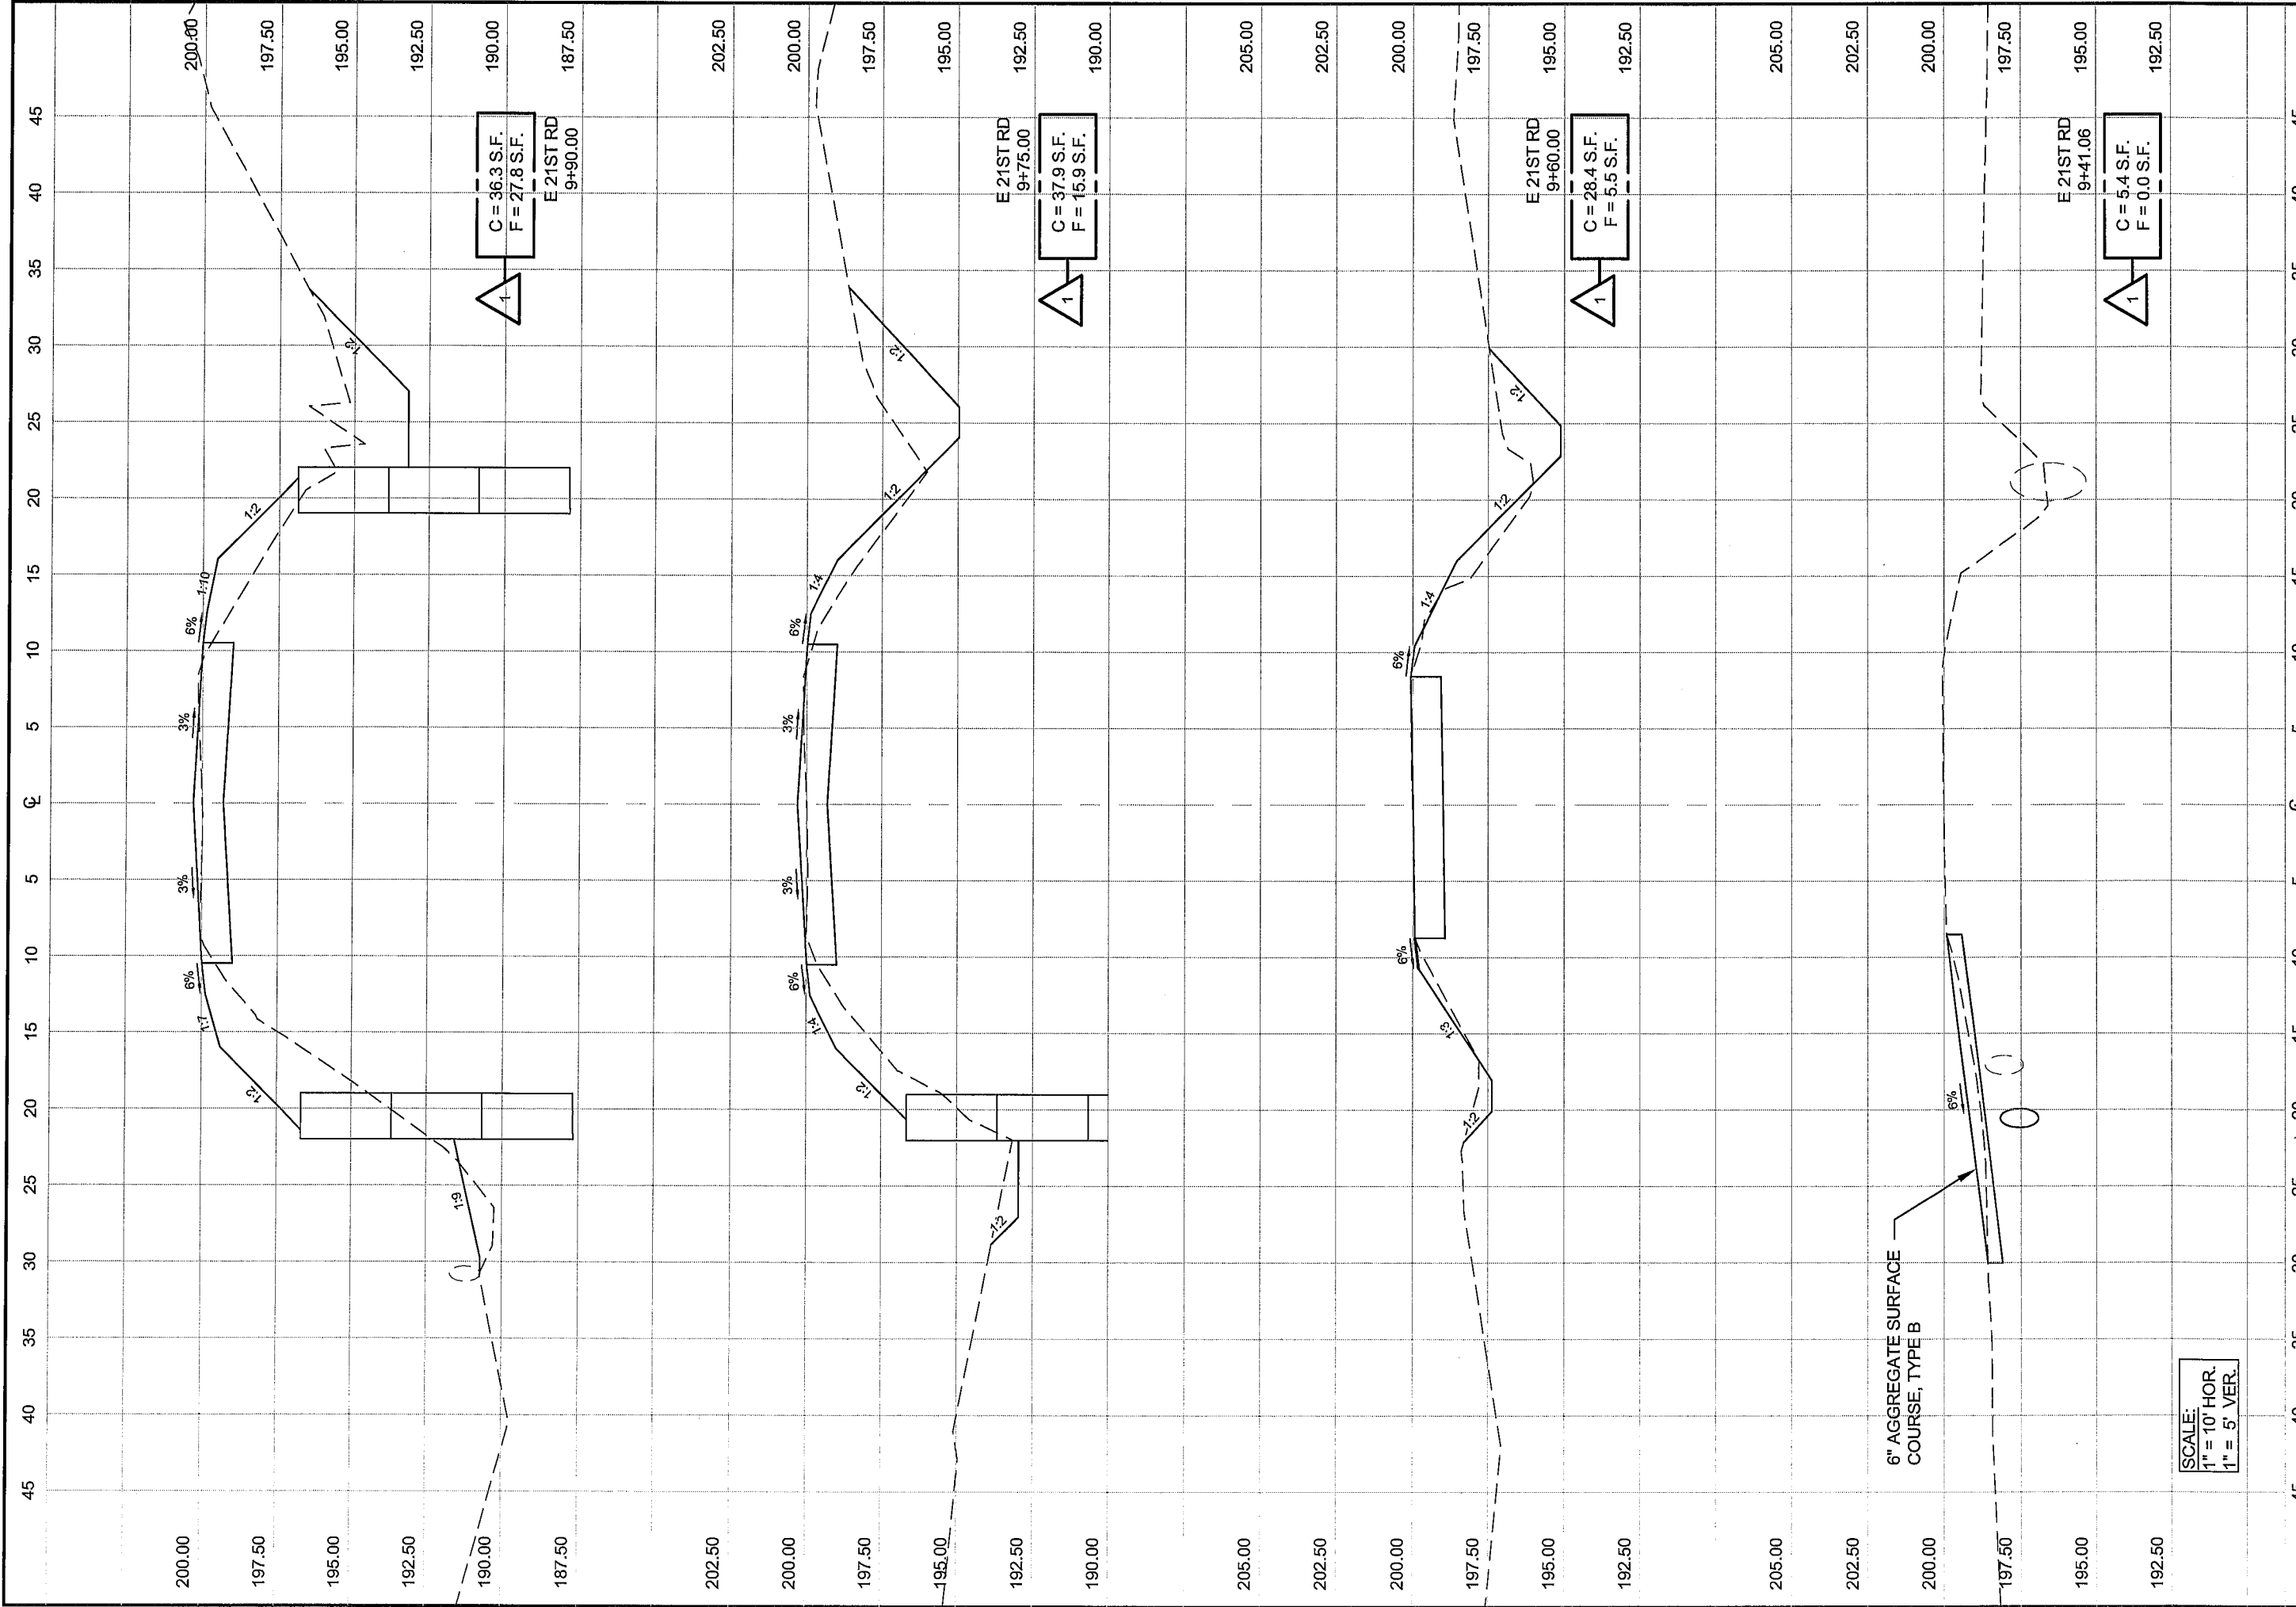 45 40 35 30 25 20 15 10 5 ℄ 5 10 15 20 25 30 35 40 45
200.00 200.00
197.50 197.50
195.00 195.00
192.50 192.50
190.00 190.00
187.50 187.50
6% 3% 3% 6%
1:7 1:10
1:2 1:2
1:2
1:9
1
C = 36.3 S.F.
F = 27.8 S.F.
E 21ST RD
9+90.00
202.50 202.50
200.00 200.00
197.50 197.50
195.00 195.00
192.50 192.50
190.00 190.00
6% 3% 3% 6%
1:4 1:4
1:2 1:2 1:2
1:2
E 21ST RD
9+75.00
1
C = 37.9 S.F.
F = 15.9 S.F.
205.00 205.00
202.50 202.50
200.00 200.00
197.50 197.50
195.00 195.00
192.50 192.50
6% 6%
1:3 1:4
1:2 1:2 1:2
E 21ST RD
9+60.00
1
C = 28.4 S.F.
F = 5.5 S.F.
205.00 205.00
202.50 202.50
200.00 200.00
197.50 197.50
195.00 195.00
192.50 192.50
6" AGGREGATE SURFACE
COURSE, TYPE B
6%
E 21ST RD
9+41.06
1
C = 5.4 S.F.
F = 0.0 S.F.
SCALE:
1" = 10' HOR.
1" = 5' VER.